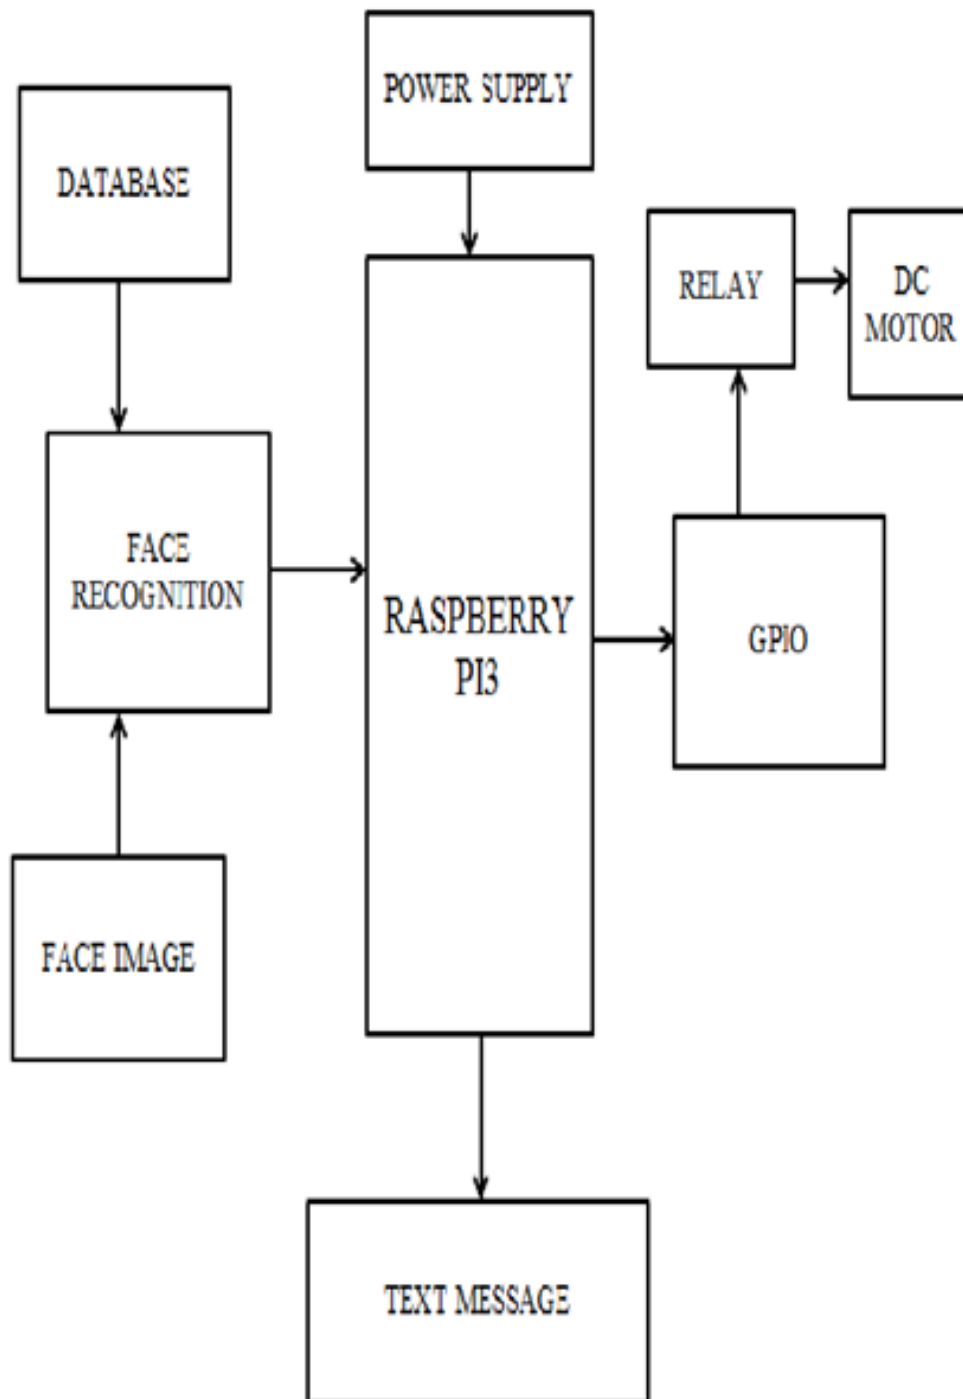 POWER SUPPLY
DATABASE
RELAY
DC
MOTOR
FACE
RECOGNITION
RASPBERRY
PI3
GPIO
FACE IMAGE
TEXT MESSAGE